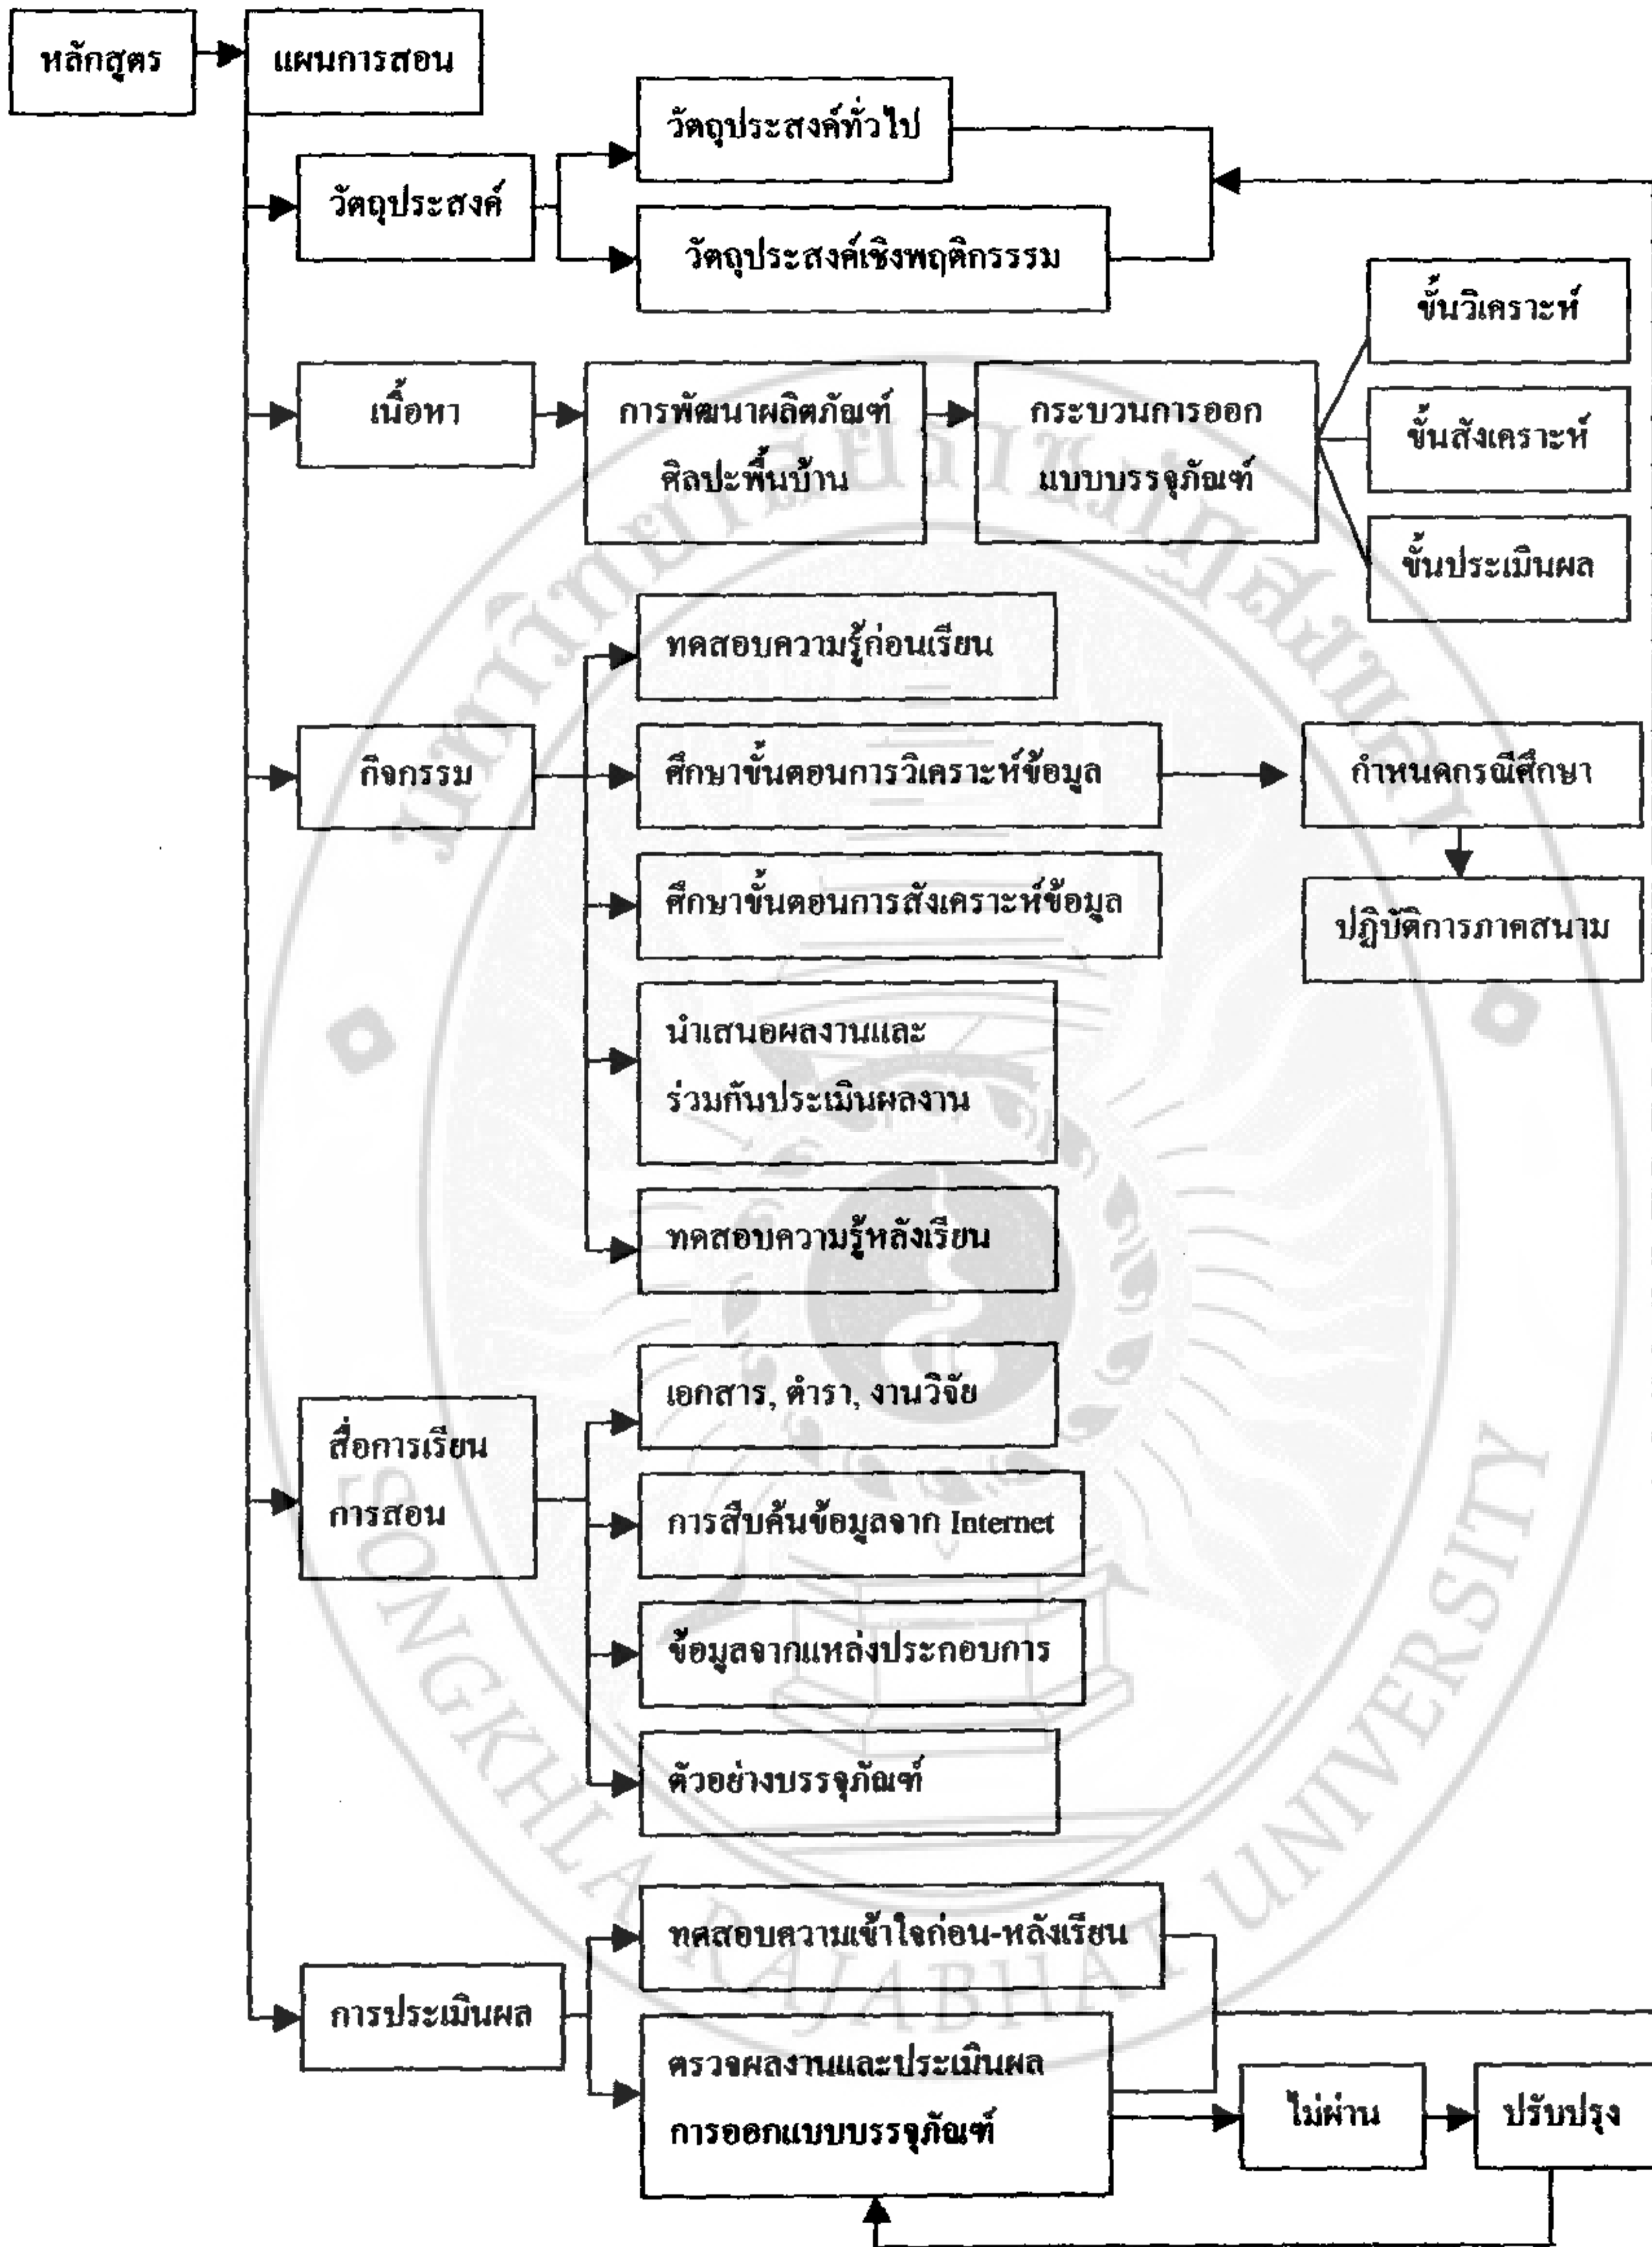 หลักสูตร
แผนการสอน
วัตถุประสงค์
วัตถุประสงค์ทั่วไป
วัตถุประสงค์เชิงพฤติกรรรม
เนื้อหา
การพัฒนาผลิตภัณฑ์
ศิลปะพื้นบ้าน
กระบวนการออก
แบบบรรจุภัณฑ์
ขั้นวิเคราะห์
ขั้นสังเคราะห์
ขั้นประเมินผล
กิจกรรม
ทดสอบความรู้ก่อนเรียน
ศึกษาขั้นตอนการวิเคราะห์ข้อมูล
กำหนดกรณีศึกษา
ศึกษาขั้นตอนการสังเคราะห์ข้อมูล
ปฎิบัติการภาคสนาม
นำเสนอผลงานและ
ร่วมกันประเมินผลงาน
ทดสอบความรู้หลังเรียน
สื่อการเรียน
การสอน
เอกสาร, ตำรา, งานวิจัย
การสืบค้นข้อมูลจาก Internet
ข้อมูลจากแหล่งประกอบการ
ตัวอย่างบรรจุภัณฑ์
การประเมินผล
ทดสอบความเข้าใจก่อน-หลังเรียน
ตรวจผลงานและประเมินผล
การออกแบบบรรจุภัณฑ์
ไม่ผ่าน
ปรับปรุง
มหาวิทยาลัยราชภัฏสงขลา
SONGKHLA RAJABHAT UNIVERSITY